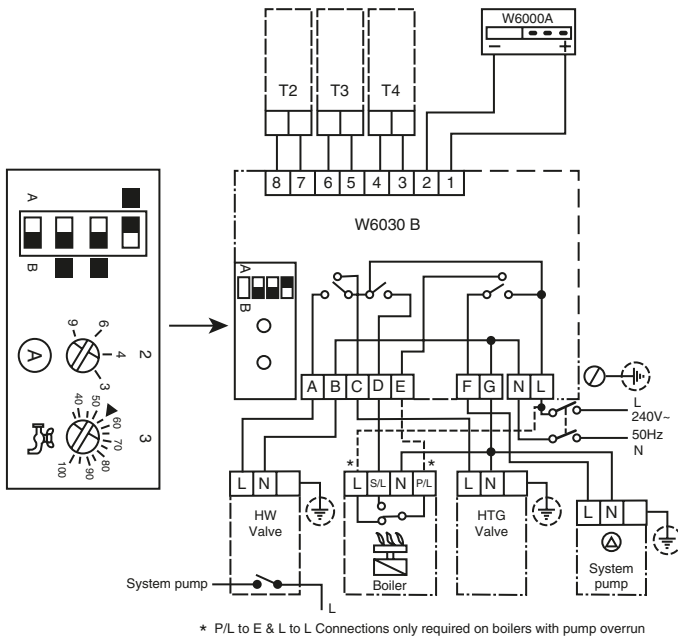 W6000A
− +
T2 T3 T4
8 7 6 5 4 3 2 1
W6030 B
A
B
A
B
9 6 4 3 2
A
40 50 60 70 80 90 100 3
A B C D E F G N L
L
240V~
50Hz
N
L N
HW
Valve
* L S/L N P/L *
Boiler
L N
HTG
Valve
L N
System
pump
System pump
L
* P/L to E & L to L Connections only required on boilers with pump overrun